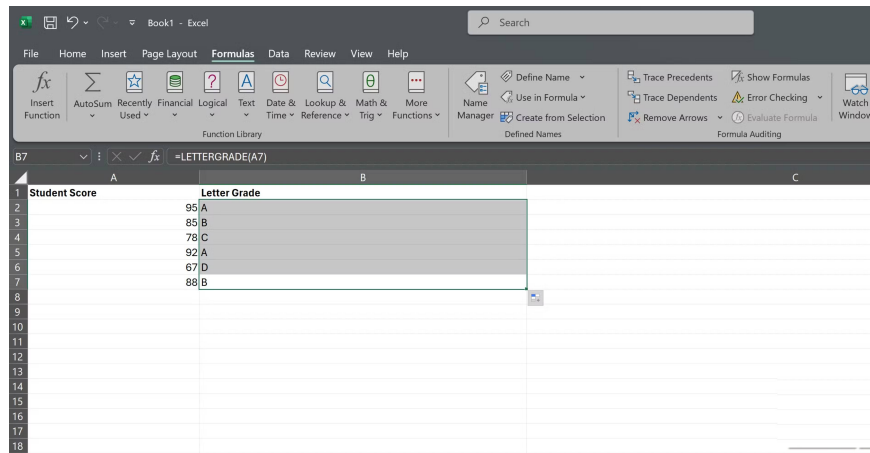 Book1 - Excel
Search
File Home Insert Page Layout Formulas Data Review View Help
Insert Function
AutoSum
Recently Used
Financial
Logical
Text
Date & Time
Lookup & Reference
Math & Trig
More Functions
Function Library
Name Manager
Define Name
Use in Formula
Create from Selection
Defined Names
Trace Precedents
Trace Dependents
Remove Arrows
Show Formulas
Error Checking
Evaluate Formula
Formula Auditing
Watch Window
B7 fx =LETTERGRADE(A7)
A B C
1 Student Score Letter Grade
2 95 A
3 85 B
4 78 C
5 92 A
6 67 D
7 88 B
8
9
10
11
12
13
14
15
16
17
18